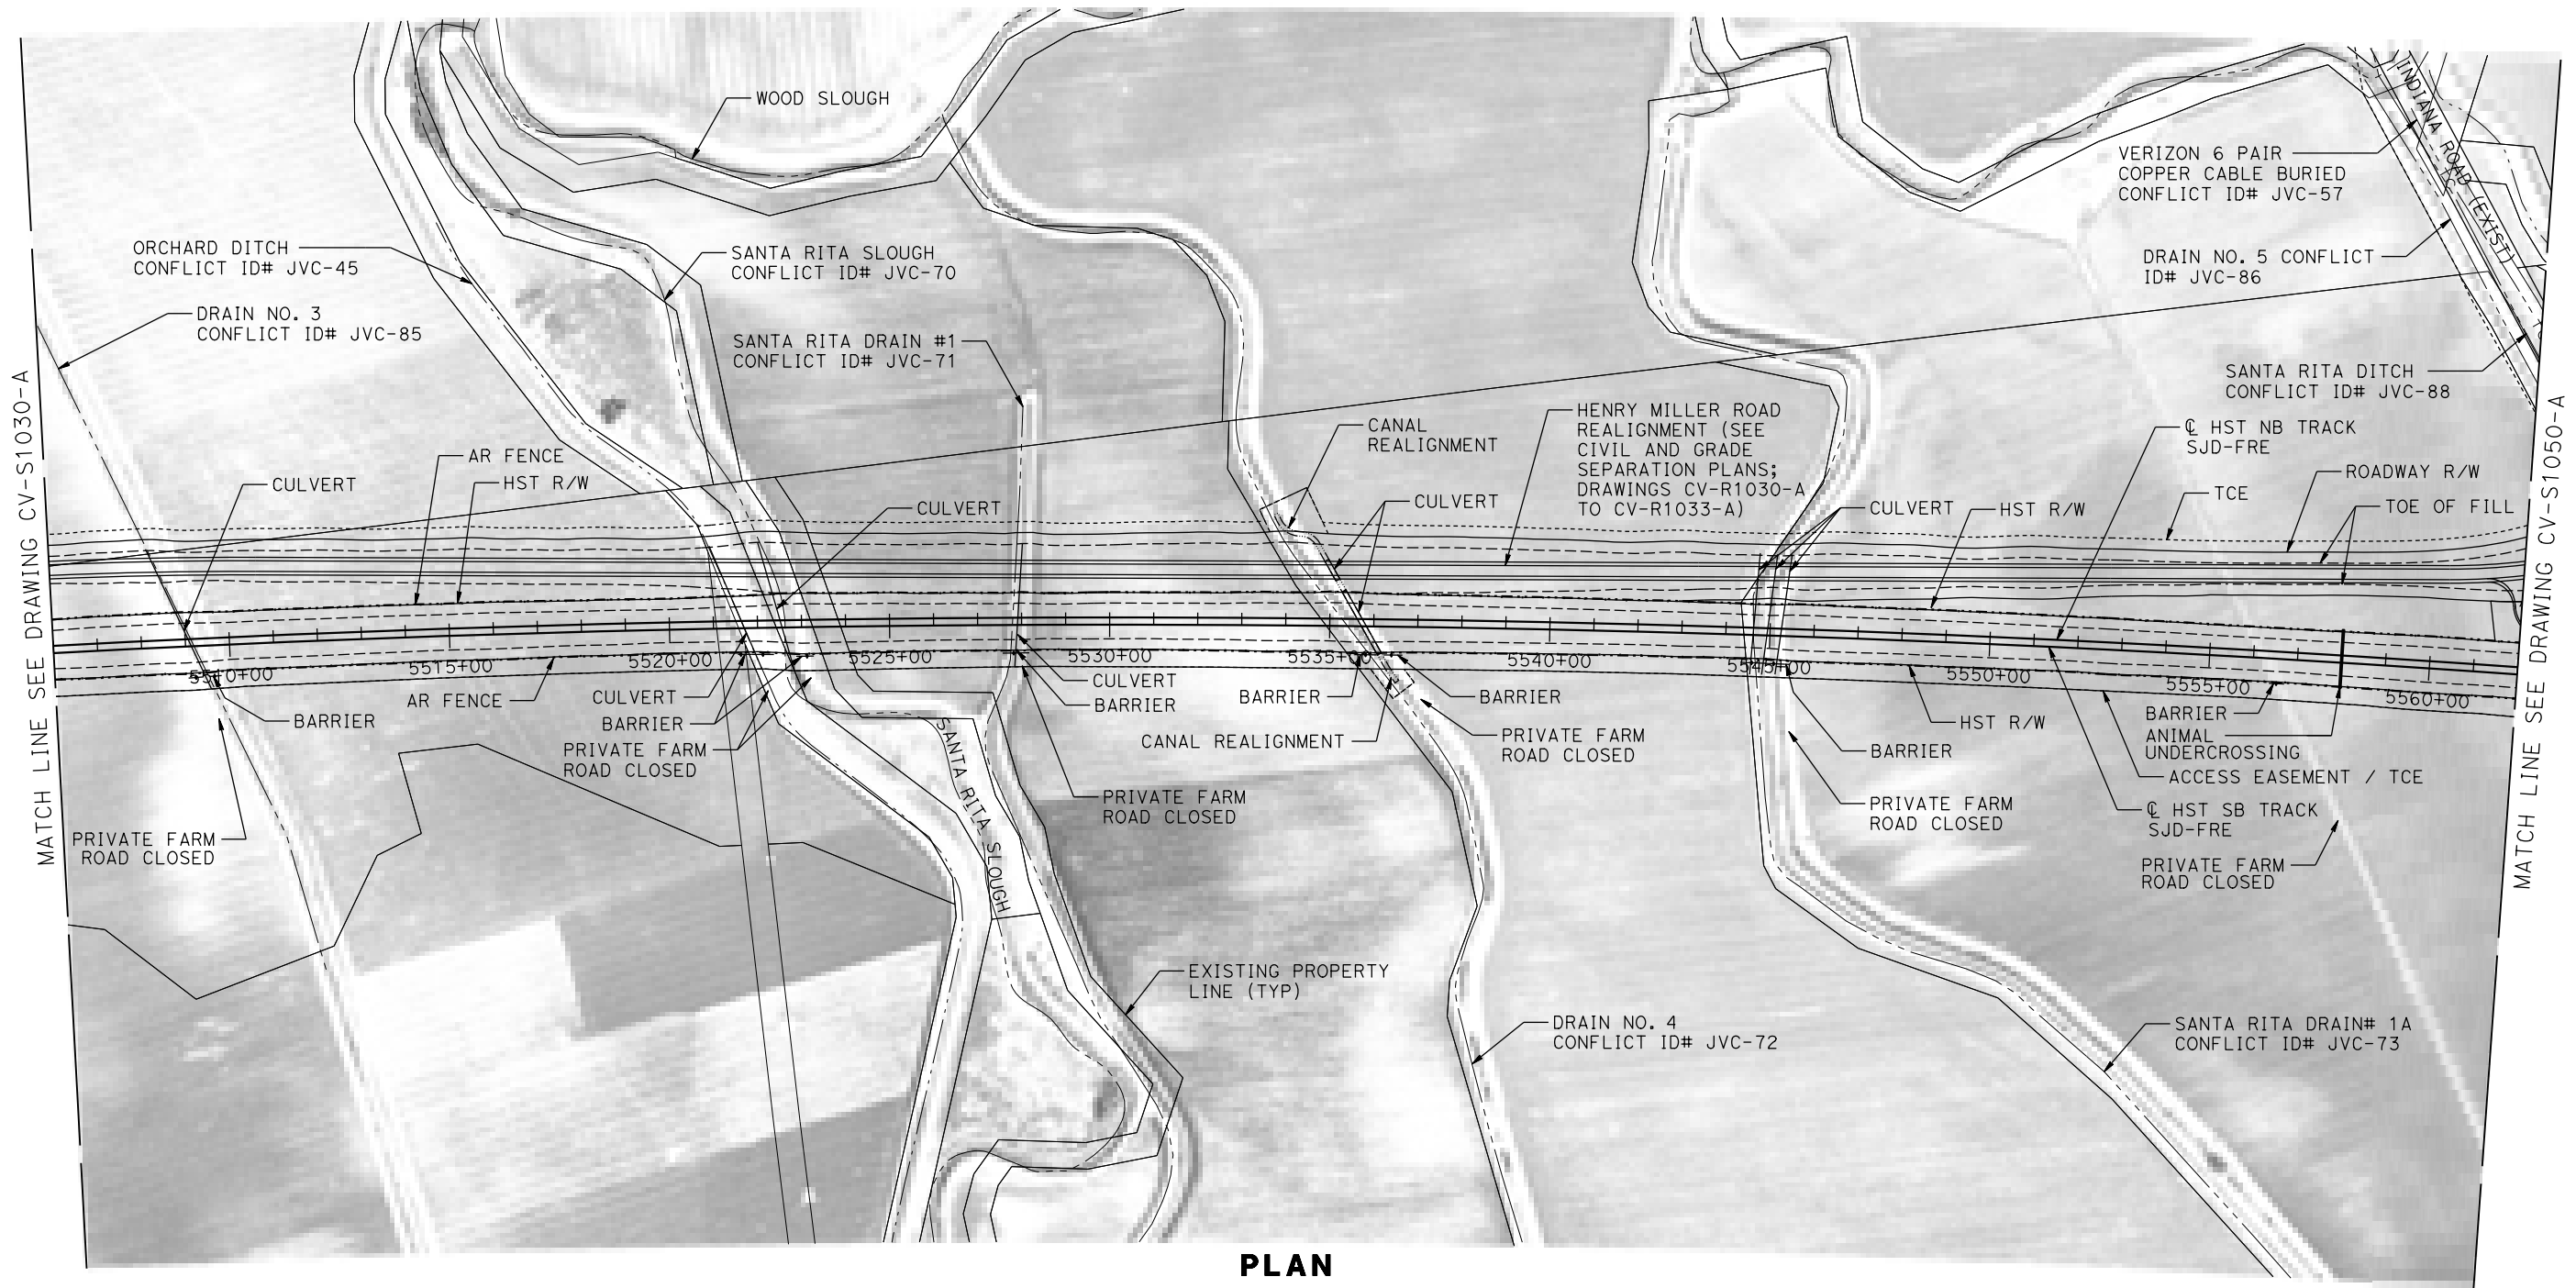 WOOD SLOUGH
INDIANA ROAD (EXIST)
VERIZON 6 PAIR
COPPER CABLE BURIED
CONFLICT ID# JVC-57
ORCHARD DITCH
CONFLICT ID# JVC-45
SANTA RITA SLOUGH
CONFLICT ID# JVC-70
DRAIN NO. 5 CONFLICT
ID# JVC-86
DRAIN NO. 3
CONFLICT ID# JVC-85
SANTA RITA DRAIN #1
CONFLICT ID# JVC-71
SANTA RITA DITCH
CONFLICT ID# JVC-88
MATCH LINE SEE DRAWING CV-S1030-A
MATCH LINE SEE DRAWING CV-S1050-A
CANAL
REALIGNMENT
HENRY MILLER ROAD
REALIGNMENT (SEE
CIVIL AND GRADE
SEPARATION PLANS;
DRAWINGS CV-R1030-A
TO CV-R1033-A)
℄ HST NB TRACK
SJD-FRE
AR FENCE
CULVERT
HST R/W
CULVERT
CULVERT
CULVERT
HST R/W
TCE
ROADWAY R/W
TOE OF FILL
5510+00
5515+00
5520+00
5525+00
5530+00
5535+00
5540+00
5545+00
5550+00
5555+00
5560+00
AR FENCE
CULVERT
BARRIER
PRIVATE FARM
ROAD CLOSED
BARRIER
CULVERT
BARRIER
BARRIER
CANAL REALIGNMENT
BARRIER
PRIVATE FARM
ROAD CLOSED
BARRIER
HST R/W
BARRIER
ANIMAL
UNDERCROSSING
ACCESS EASEMENT / TCE
PRIVATE FARM
ROAD CLOSED
SANTA RITA SLOUGH
PRIVATE FARM
ROAD CLOSED
PRIVATE FARM
ROAD CLOSED
℄ HST SB TRACK
SJD-FRE
PRIVATE FARM
ROAD CLOSED
EXISTING PROPERTY
LINE (TYP)
DRAIN NO. 4
CONFLICT ID# JVC-72
SANTA RITA DRAIN# 1A
CONFLICT ID# JVC-73
PLAN